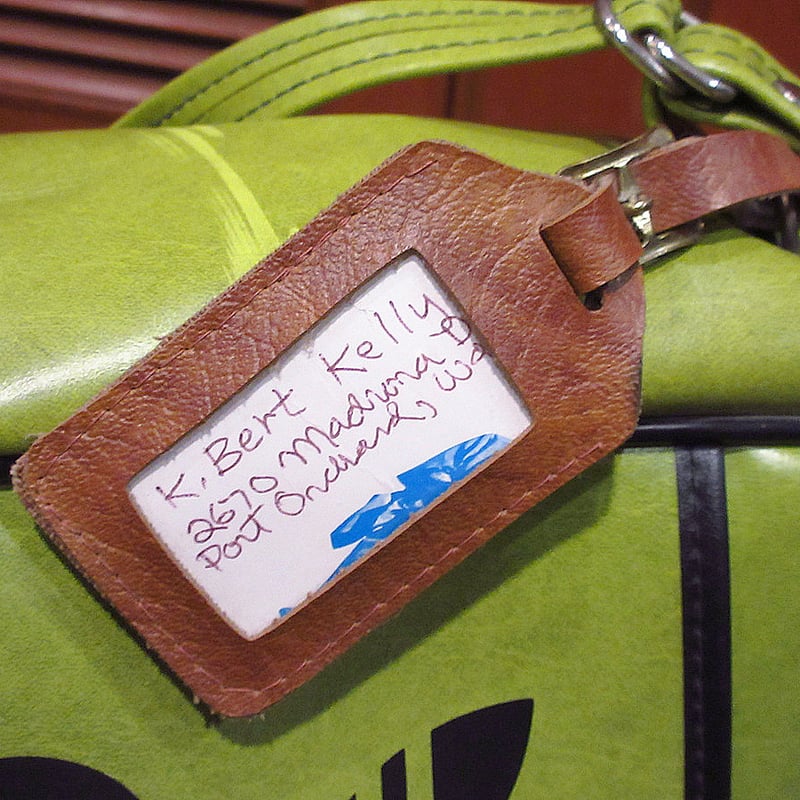 K. Bert Kelly
2670 Madrona D
Port Orchard, Wa